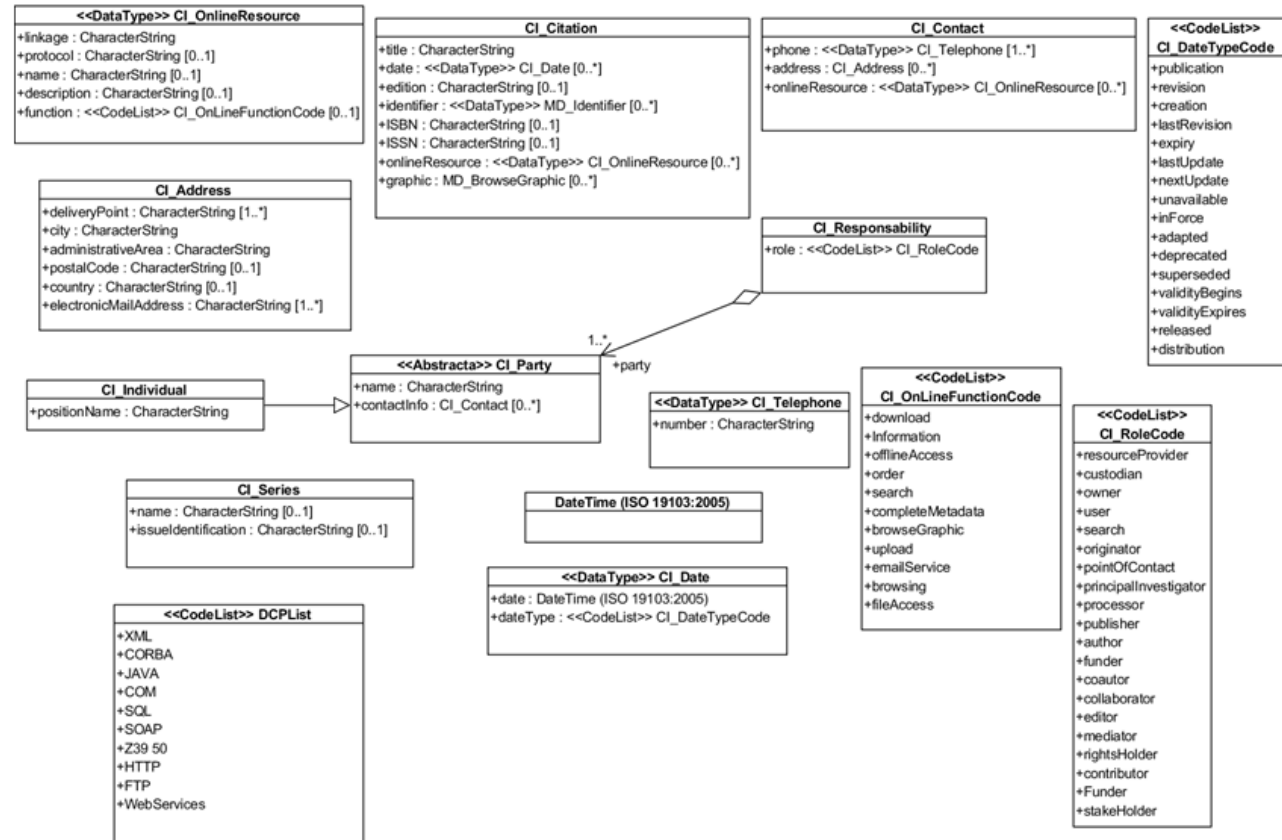 <<DataType>> CI_OnlineResource
+linkage : CharacterString
+protocol : CharacterString [0..1]
+name : CharacterString [0..1]
+description : CharacterString [0..1]
+function : <<CodeList>> CI_OnLineFunctionCode [0..1]
CI_Citation
+title : CharacterString
+date : <<DataType>> CI_Date [0..*]
+edition : CharacterString [0..1]
+identifier : <<DataType>> MD_Identifier [0..*]
+ISBN : CharacterString [0..1]
+ISSN : CharacterString [0..1]
+onlineResource : <<DataType>> CI_OnlineResource [0..*]
+graphic : MD_BrowseGraphic [0..*]
CI_Contact
+phone : <<DataType>> CI_Telephone [1..*]
+address : CI_Address [0..*]
+onlineResource : <<DataType>> CI_OnlineResource [0..*]
<<CodeList>>
CI_DateTypeCode
+publication
+revision
+creation
+lastRevision
+expiry
+lastUpdate
+nextUpdate
+unavailable
+inForce
+adapted
+deprecated
+superseded
+validityBegins
+validityExpires
+released
+distribution
CI_Address
+deliveryPoint : CharacterString [1..*]
+city : CharacterString
+administrativeArea : CharacterString
+postalCode : CharacterString [0..1]
+country : CharacterString [0..1]
+electronicMailAddress : CharacterString [1..*]
CI_Responsability
+role : <<CodeList>> CI_RoleCode
1..*
+party
<<Abstracta>> CI_Party
+name : CharacterString
+contactInfo : CI_Contact [0..*]
CI_Individual
+positionName : CharacterString
<<DataType>> CI_Telephone
+number : CharacterString
<<CodeList>>
CI_OnLineFunctionCode
+download
+Information
+offlineAccess
+order
+search
+completeMetadata
+browseGraphic
+upload
+emailService
+browsing
+fileAccess
<<CodeList>>
CI_RoleCode
+resourceProvider
+custodian
+owner
+user
+search
+originator
+pointOfContact
+principalInvestigator
+processor
+publisher
+author
+funder
+coautor
+collaborator
+editor
+mediator
+rightsHolder
+contributor
+Funder
+stakeHolder
CI_Series
+name : CharacterString [0..1]
+issueIdentification : CharacterString [0..1]
DateTime (ISO 19103:2005)
<<DataType>> CI_Date
+date : DateTime (ISO 19103:2005)
+dateType : <<CodeList>> CI_DateTypeCode
<<CodeList>> DCPList
+XML
+CORBA
+JAVA
+COM
+SQL
+SOAP
+Z39 50
+HTTP
+FTP
+WebServices